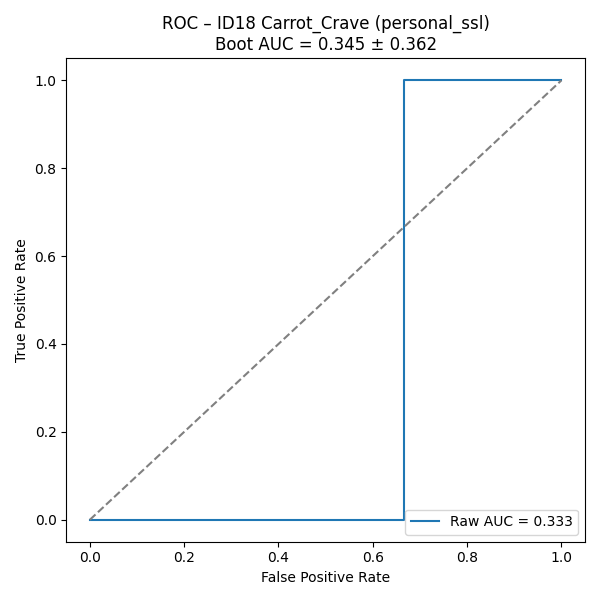 ROC – ID18 Carrot_Crave (personal_ssl)
Boot AUC = 0.345 ± 0.362
True Positive Rate
1.0
0.8
0.6
0.4
0.2
0.0
Raw AUC = 0.333
0.0 0.2 0.4 0.6 0.8 1.0
False Positive Rate